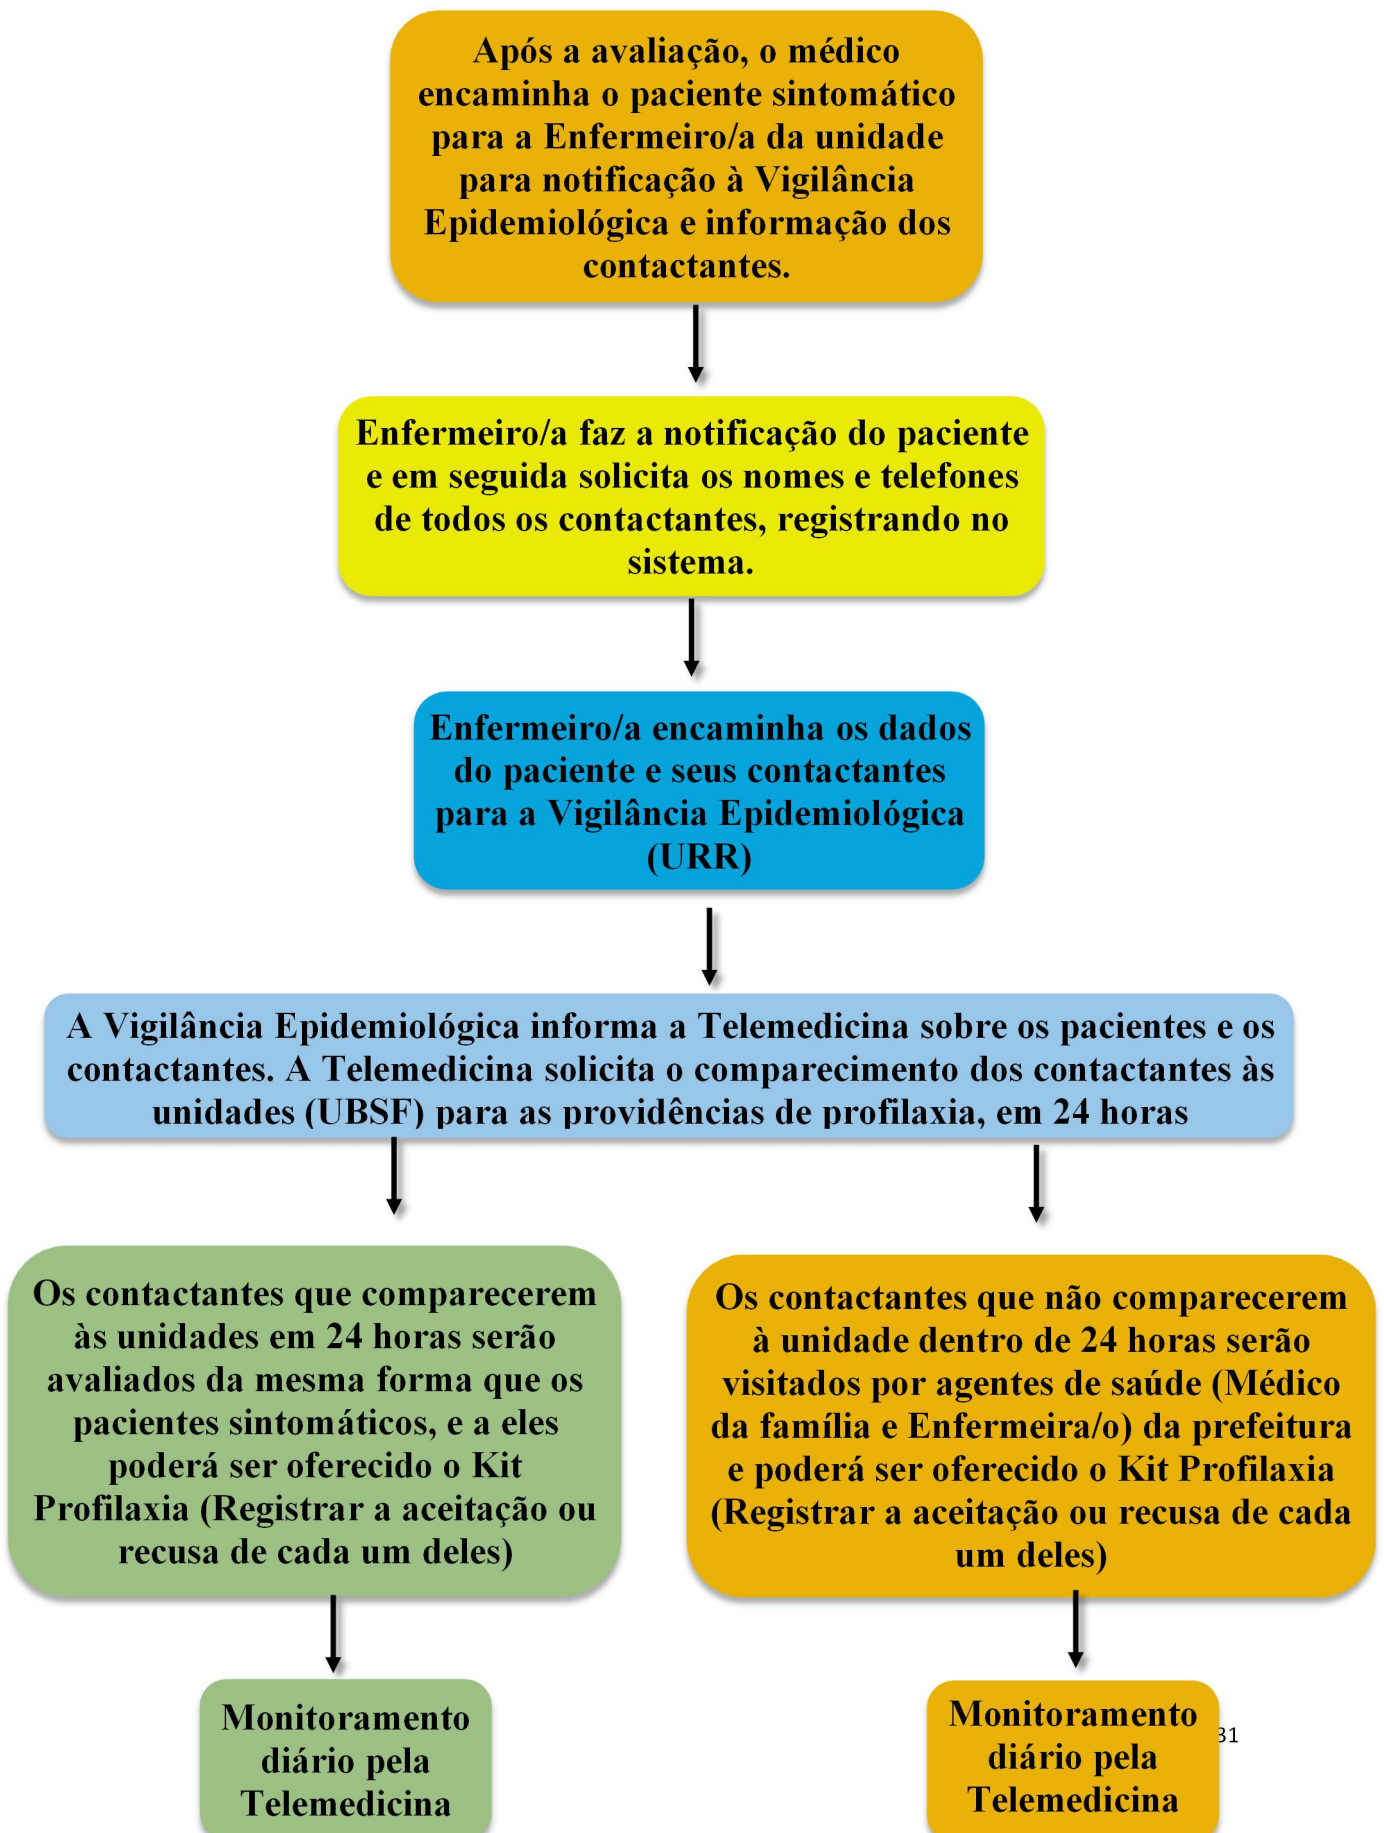 Após a avaliação, o médico
encaminha o paciente sintomático
para a Enfermeiro/a da unidade
para notificação à Vigilância
Epidemiológica e informação dos
contactantes.
Enfermeiro/a faz a notificação do paciente
e em seguida solicita os nomes e telefones
de todos os contactantes, registrando no
sistema.
Enfermeiro/a encaminha os dados
do paciente e seus contactantes
para a Vigilância Epidemiológica
(URR)
A Vigilância Epidemiológica informa a Telemedicina sobre os pacientes e os
contactantes. A Telemedicina solicita o comparecimento dos contactantes às
unidades (UBSF) para as providências de profilaxia, em 24 horas
Os contactantes que comparecerem
às unidades em 24 horas serão
avaliados da mesma forma que os
pacientes sintomáticos, e a eles
poderá ser oferecido o Kit
Profilaxia (Registrar a aceitação ou
recusa de cada um deles)
Os contactantes que não comparecerem
à unidade dentro de 24 horas serão
visitados por agentes de saúde (Médico
da família e Enfermeira/o) da prefeitura
e poderá ser oferecido o Kit Profilaxia
(Registrar a aceitação ou recusa de cada
um deles)
Monitoramento
diário pela
Telemedicina
Monitoramento
diário pela
Telemedicina
31